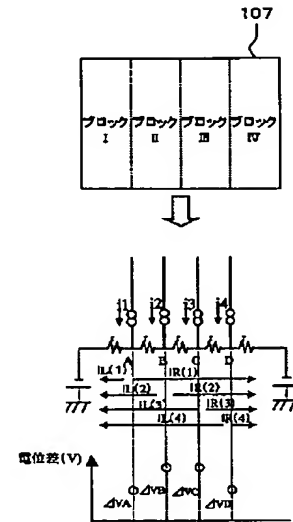 107
ブロック ブロック ブロック ブロック
I II III IV
i1 i2 i3 i4
r r r r r
A B C D
IL(1) IR(1)
IL(2) IR(2)
IL(3) IR(3)
IL(4) IR(4)
電位差(V)
ΔVA ΔVB ΔVC ΔVD